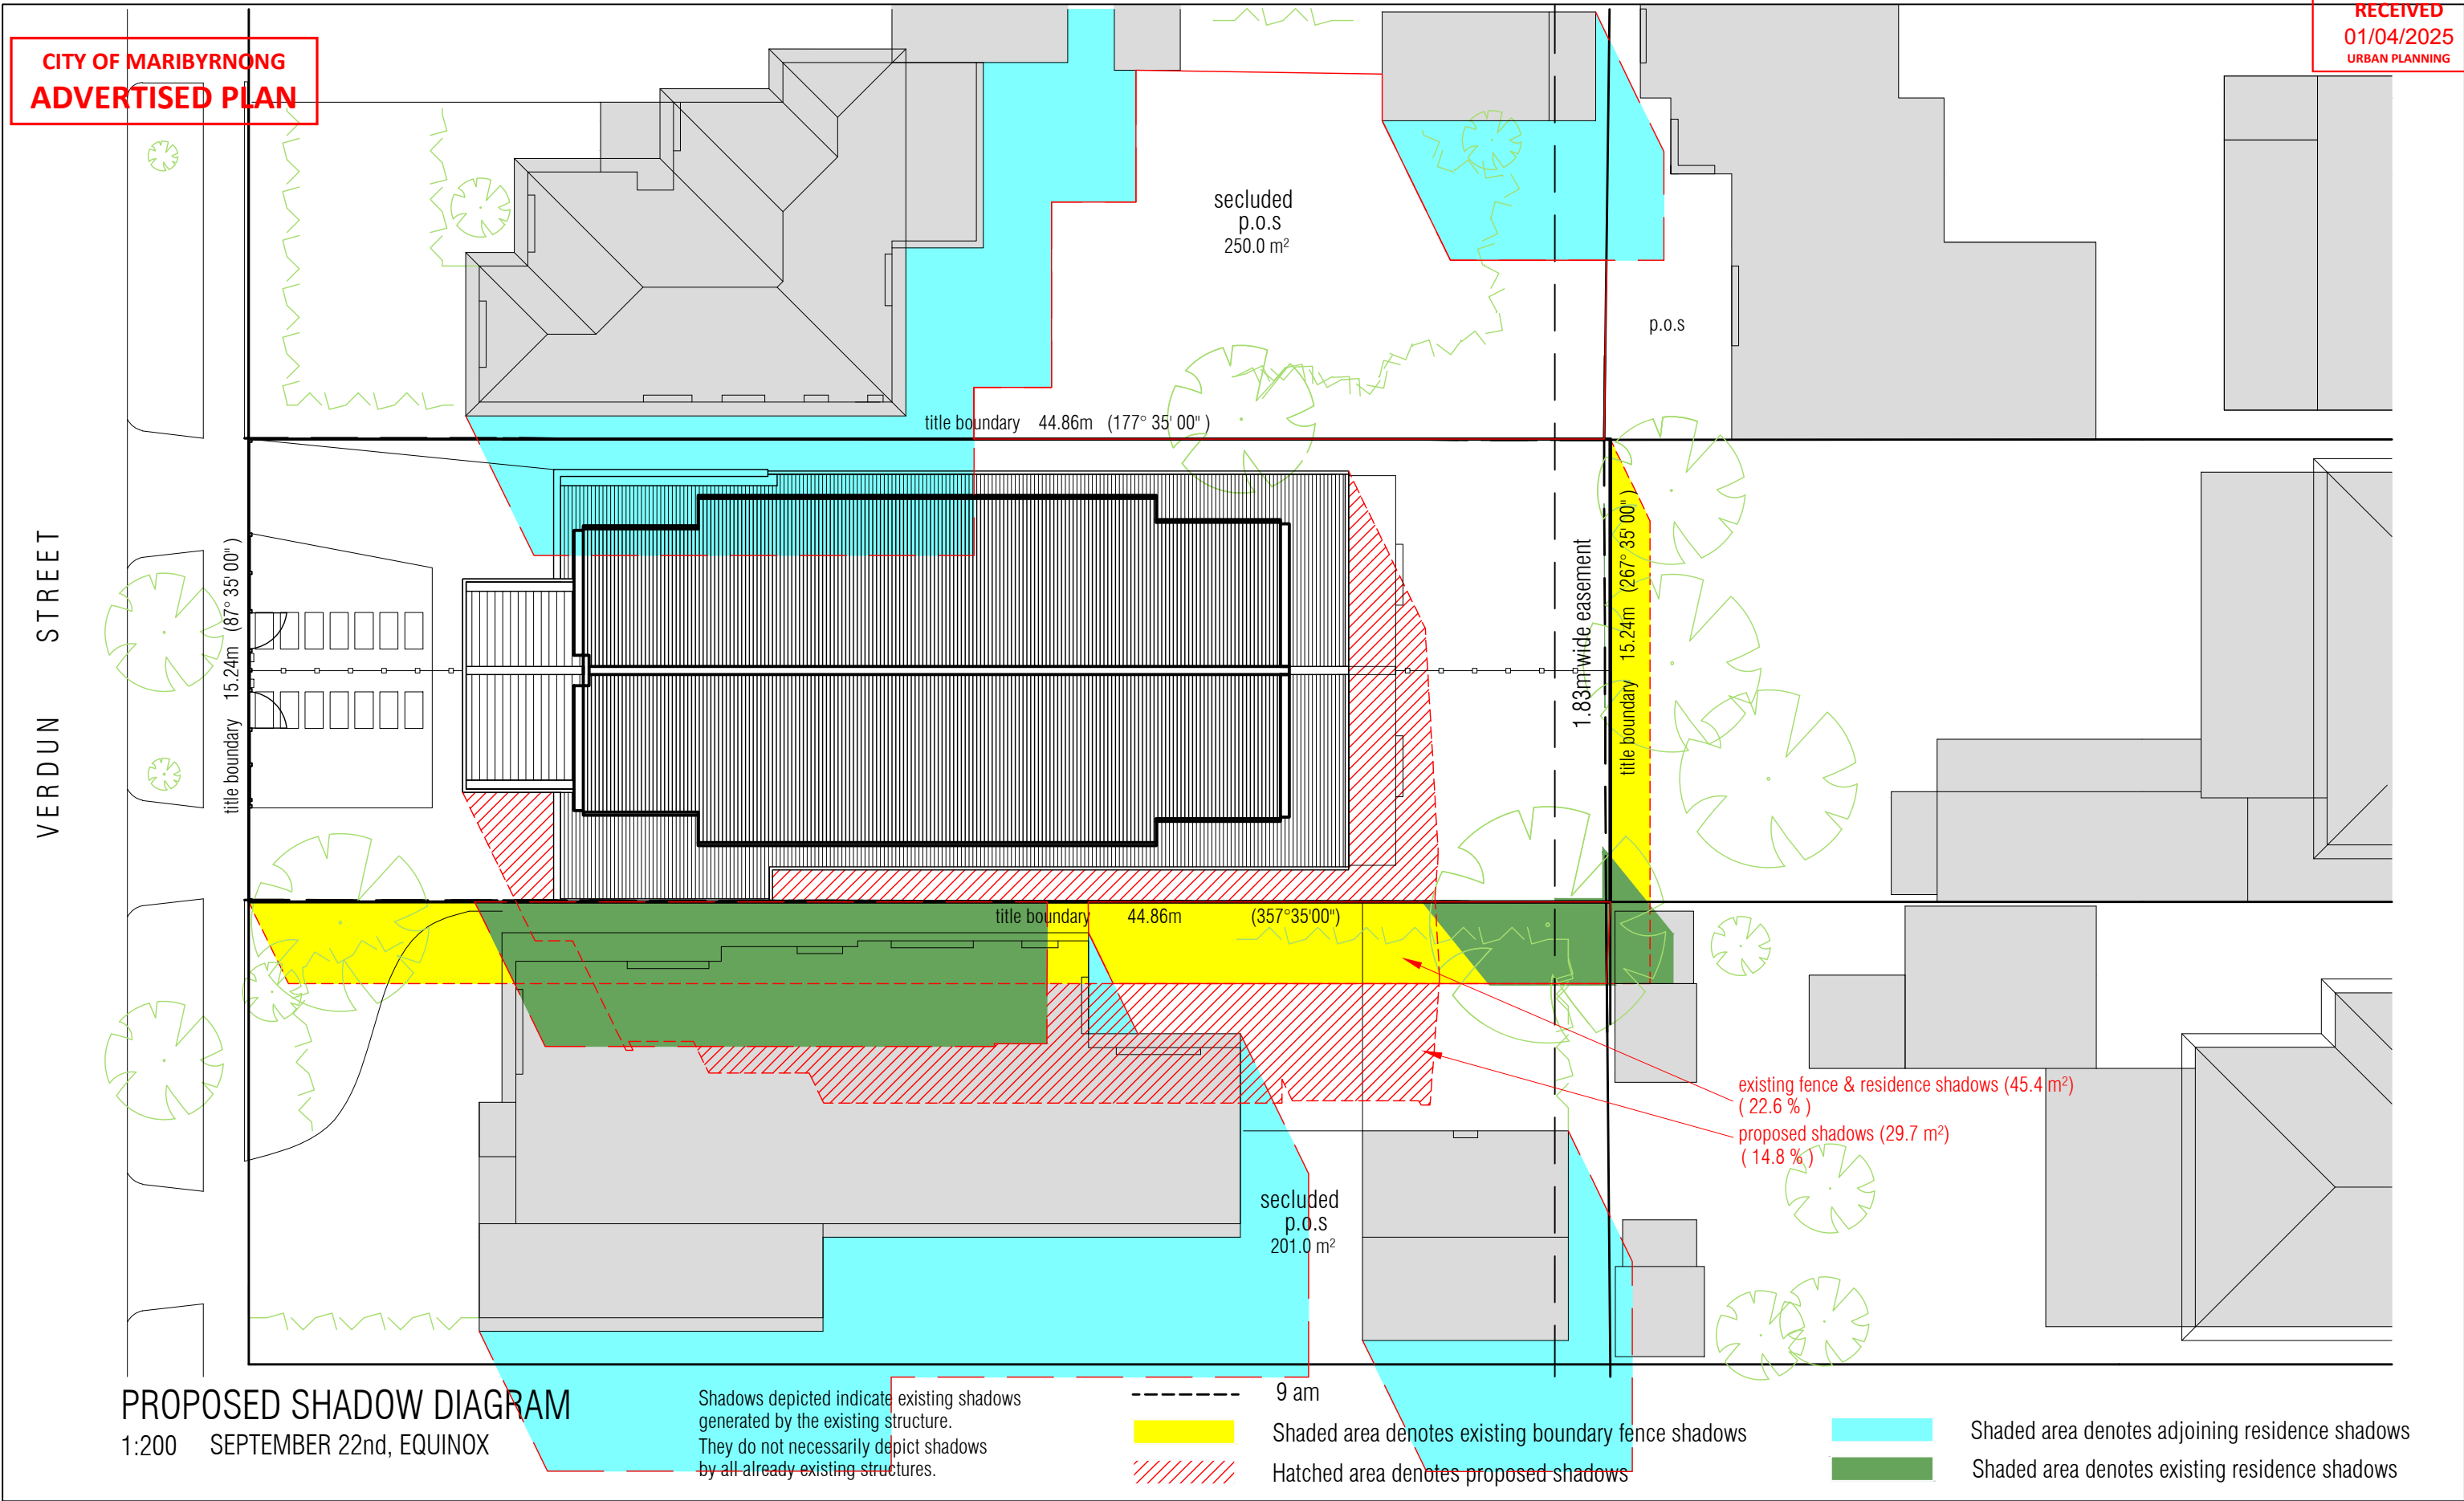 CITY OF MARIBYRNONG
ADVERTISED PLAN
RECEIVED
01/04/2025
URBAN PLANNING
secluded
p.o.s
250.0 m²
p.o.s
title boundary 44.86m (177° 35' 00" )
VERDUN STREET
title boundary 15.24m (87° 35' 00" )
1.83m wide easement
title boundary 15.24m (267° 35' 00" )
title boundary 44.86m (357°35'00")
existing fence & residence shadows (45.4 m²)
( 22.6 % )
proposed shadows (29.7 m²)
( 14.8 % )
secluded
p.o.s
201.0 m²
PROPOSED SHADOW DIAGRAM
1:200 SEPTEMBER 22nd, EQUINOX
Shadows depicted indicate existing shadows
generated by the existing structure.
They do not necessarily depict shadows
by all already existing structures.
9 am
Shaded area denotes existing boundary fence shadows
Hatched area denotes proposed shadows
Shaded area denotes adjoining residence shadows
Shaded area denotes existing residence shadows